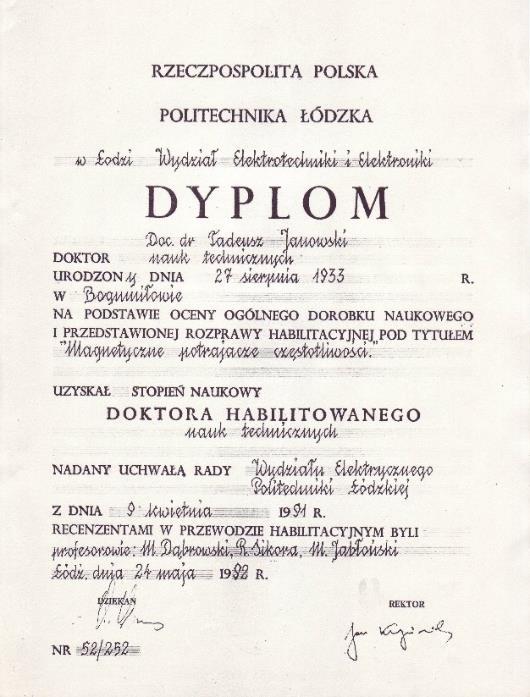 RZECZPOSPOLITA POLSKA
POLITECHNIKA ŁÓDZKA
w Łodzi Wydział Elektrotechniki i Elektroniki
DYPLOM
Doc. dr Tadeusz Janowski
DOKTOR nauk technicznych
URODZONY DNIA 27 sierpnia 1933 R.
W Bogumiłowie
NA PODSTAWIE OCENY OGÓLNEGO DOROBKU NAUKOWEGO
I PRZEDSTAWIONEJ ROZPRAWY HABILITACYJNEJ POD TYTUŁEM
"Magnetyczne potrajacze częstotliwości."
UZYSKAŁ STOPIEŃ NAUKOWY
DOKTORA HABILITOWANEGO
nauk technicznych
NADANY UCHWAŁĄ RADY Wydziału Elektrycznego
Politechniki Łódzkiej
Z DNIA 9 kwietnia 1991 R.
RECENZENTAMI W PRZEWODZIE HABILITACYJNYM BYLI
profesorowie: M. Dąbrowski, R. Sikora, M. Jabłoński
Łódź, dnia 24 maja 1992 R.
DZIEKAN REKTOR
NR 52/252